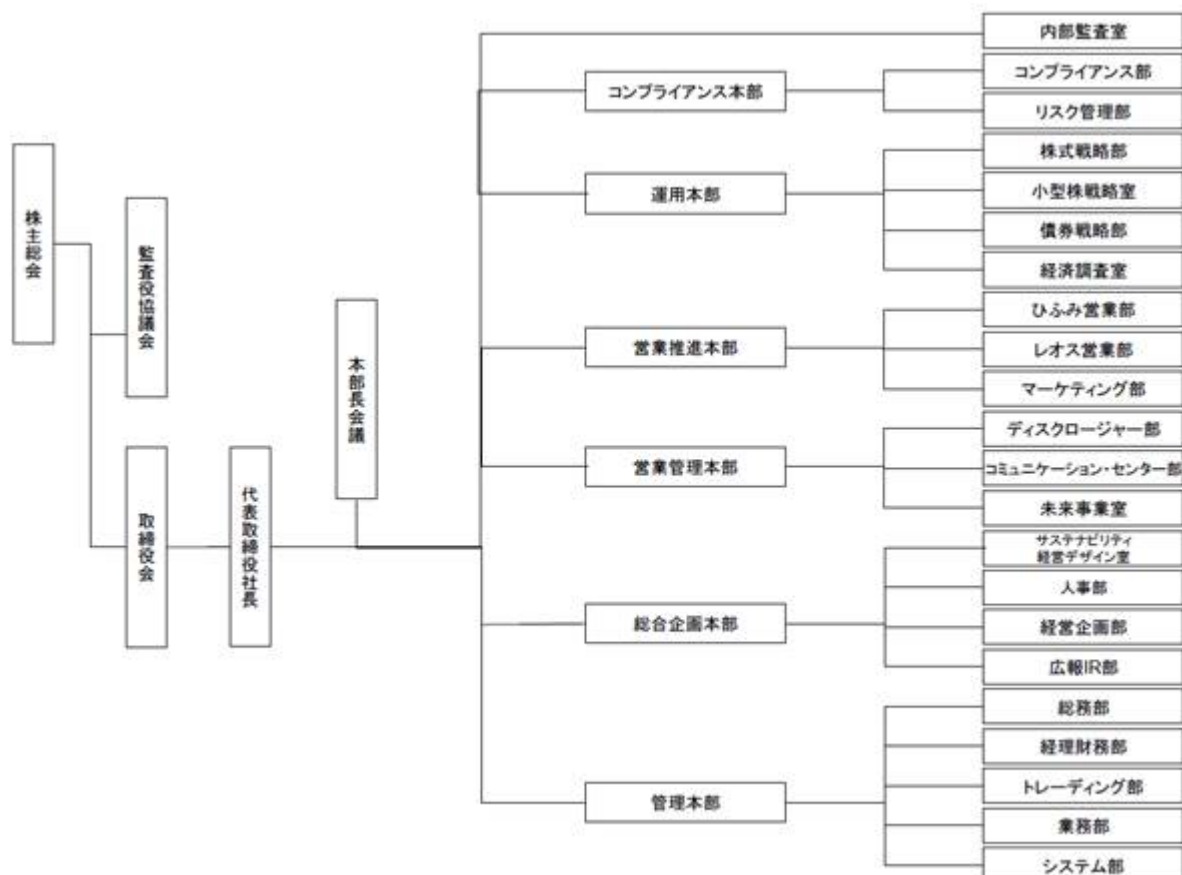 株主総会
監査役協議会
取締役会
代表取締役社長
本部長会議
内部監査室
コンプライアンス本部
コンプライアンス部
リスク管理部
運用本部
株式戦略部
小型株戦略室
債券戦略部
経済調査室
営業推進本部
ひふみ営業部
レオス営業部
マーケティング部
営業管理本部
ディスクロージャー部
コミュニケーション・センター部
未来事業室
総合企画本部
サステナビリティ
経営デザイン室
人事部
経営企画部
広報IR部
管理本部
総務部
経理財務部
トレーディング部
業務部
システム部